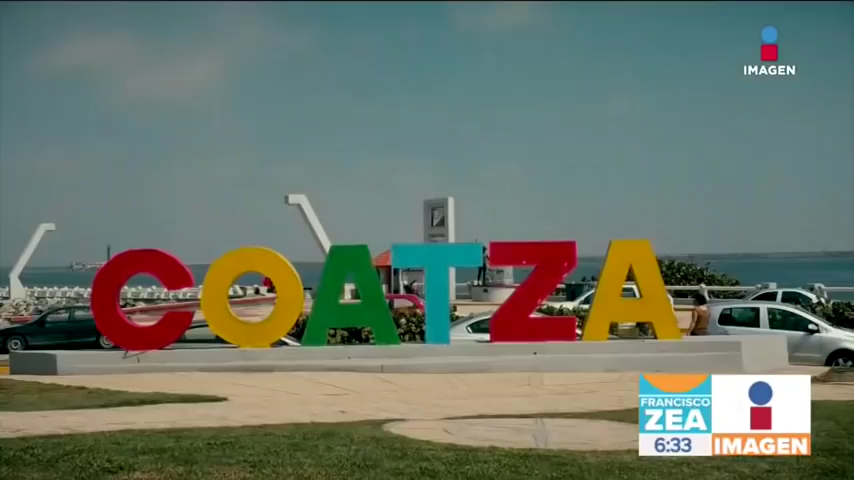 IMAGEN
COATZA
FRANCISCO
ZEA
6:33
IMAGEN